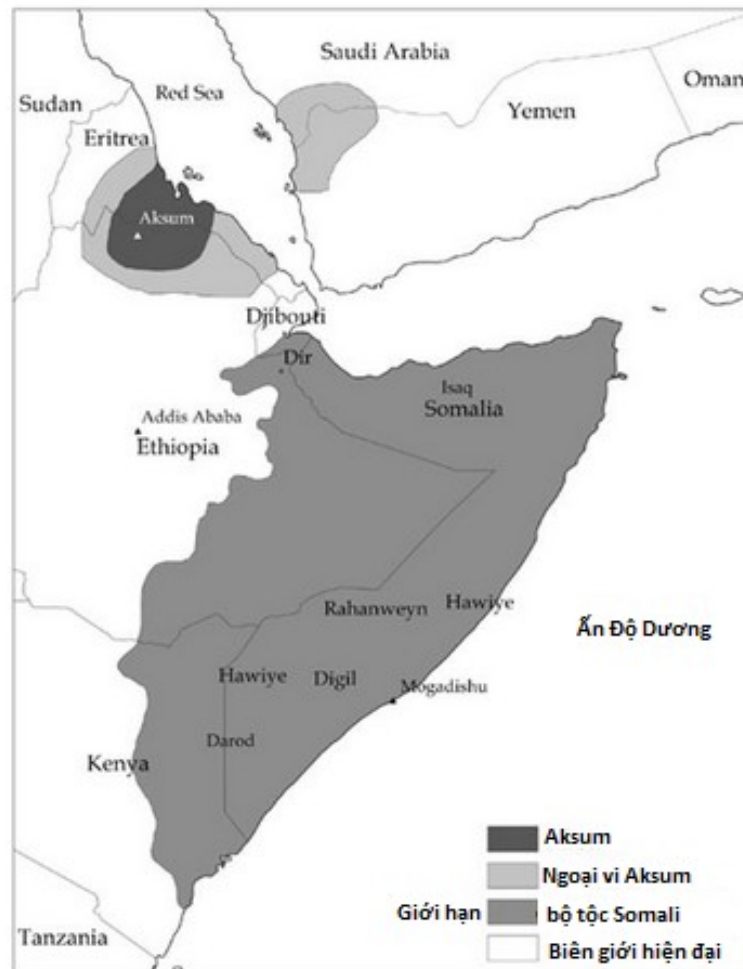 Saudi Arabia
Oman
Sudan
Red Sea
Yemen
Eritrea
Aksum
Djibouti
Dir
Isaq
Somalia
Addis Ababa
Ethiopia
Rahanweyn
Hawiye
Ấn Độ Dương
Hawiye
Digil
Mogadishu
Darod
Kenya
Aksum
Ngoại vi Aksum
Giới hạn bộ tộc Somali
Tanzania
Biên giới hiện đại